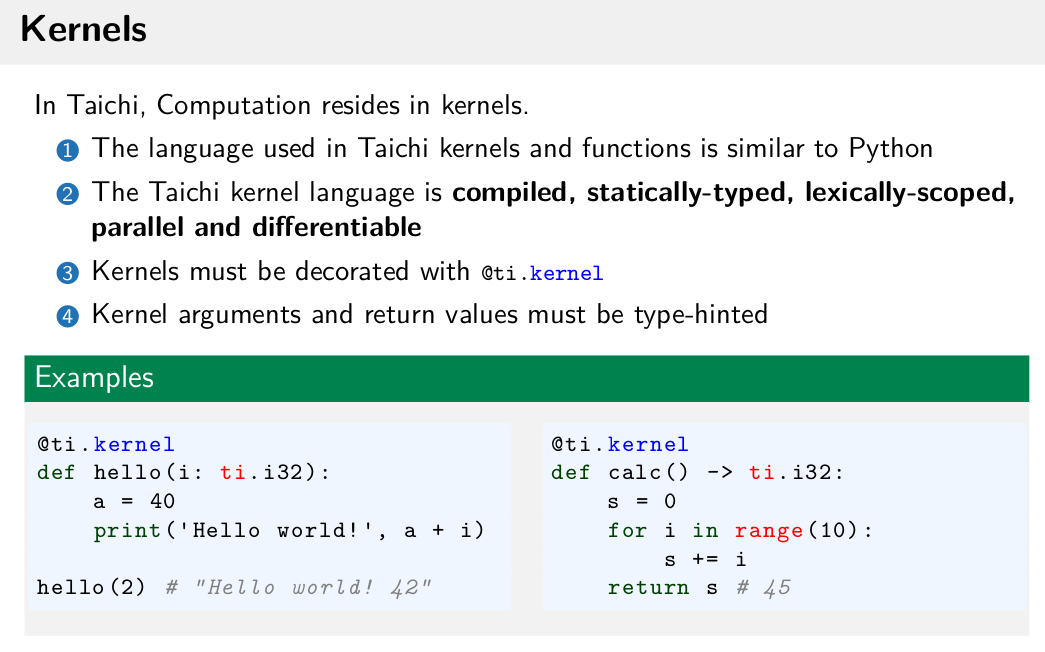 Kernels
In Taichi, Computation resides in kernels.
1 The language used in Taichi kernels and functions is similar to Python
2 The Taichi kernel language is compiled, statically-typed, lexically-scoped,
parallel and differentiable
3 Kernels must be decorated with @ti.kernel
4 Kernel arguments and return values must be type-hinted
Examples
@ti.kernel
def hello(i: ti.i32):
    a = 40
    print('Hello world!', a + i)
hello(2) # "Hello world! 42"
@ti.kernel
def calc() -> ti.i32:
    s = 0
    for i in range(10):
        s += i
    return s # 45